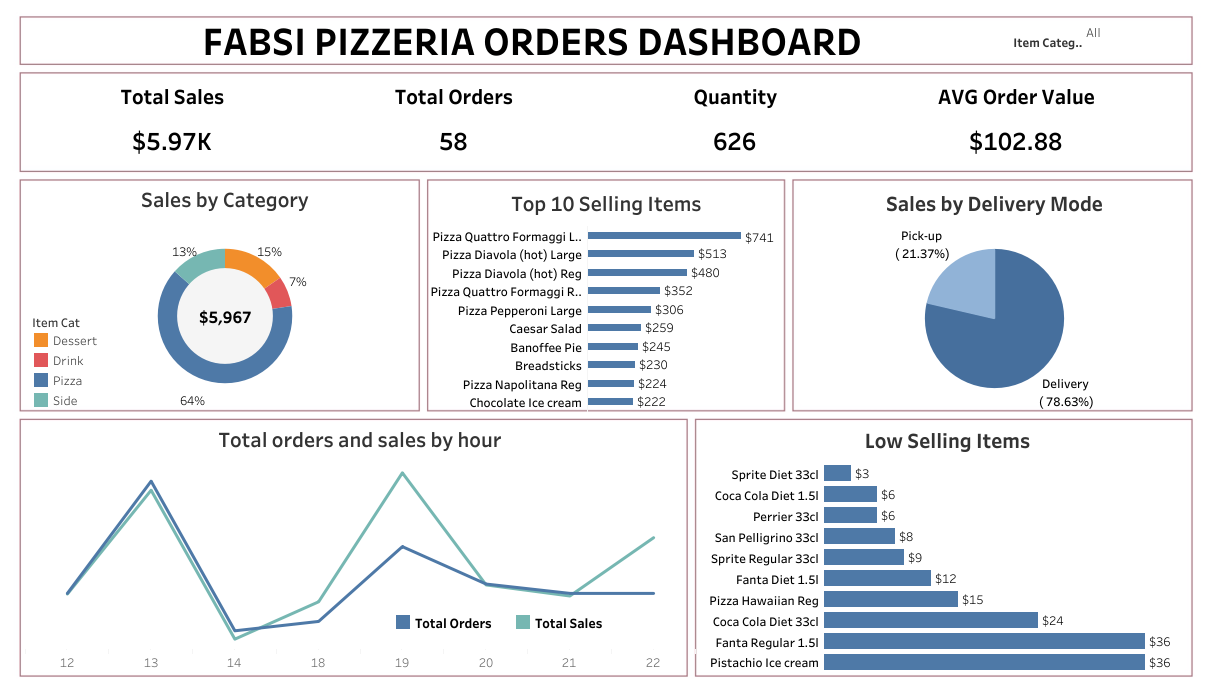 FABSI PIZZERIA ORDERS DASHBOARD
Item Categ.. All
Total Sales Total Orders Quantity AVG Order Value
$5.97K 58 626 $102.88
Sales by Category
13% 15%
7%
$5,967
64%
Item Cat
Dessert
Drink
Pizza
Side
Top 10 Selling Items
Pizza Quattro Formaggi L.. $741
Pizza Diavola (hot) Large $513
Pizza Diavola (hot) Reg $480
Pizza Quattro Formaggi R.. $352
Pizza Pepperoni Large $306
Caesar Salad $259
Banoffee Pie $245
Breadsticks $230
Pizza Napolitana Reg $224
Chocolate Ice cream $222
Sales by Delivery Mode
Pick-up
( 21.37%)
Delivery
( 78.63%)
Total orders and sales by hour
Total Orders Total Sales
12 13 14 18 19 20 21 22
Low Selling Items
Sprite Diet 33cl $3
Coca Cola Diet 1.5l $6
Perrier 33cl $6
San Pelligrino 33cl $8
Sprite Regular 33cl $9
Fanta Diet 1.5l $12
Pizza Hawaiian Reg $15
Coca Cola Diet 33cl $24
Fanta Regular 1.5l $36
Pistachio Ice cream $36